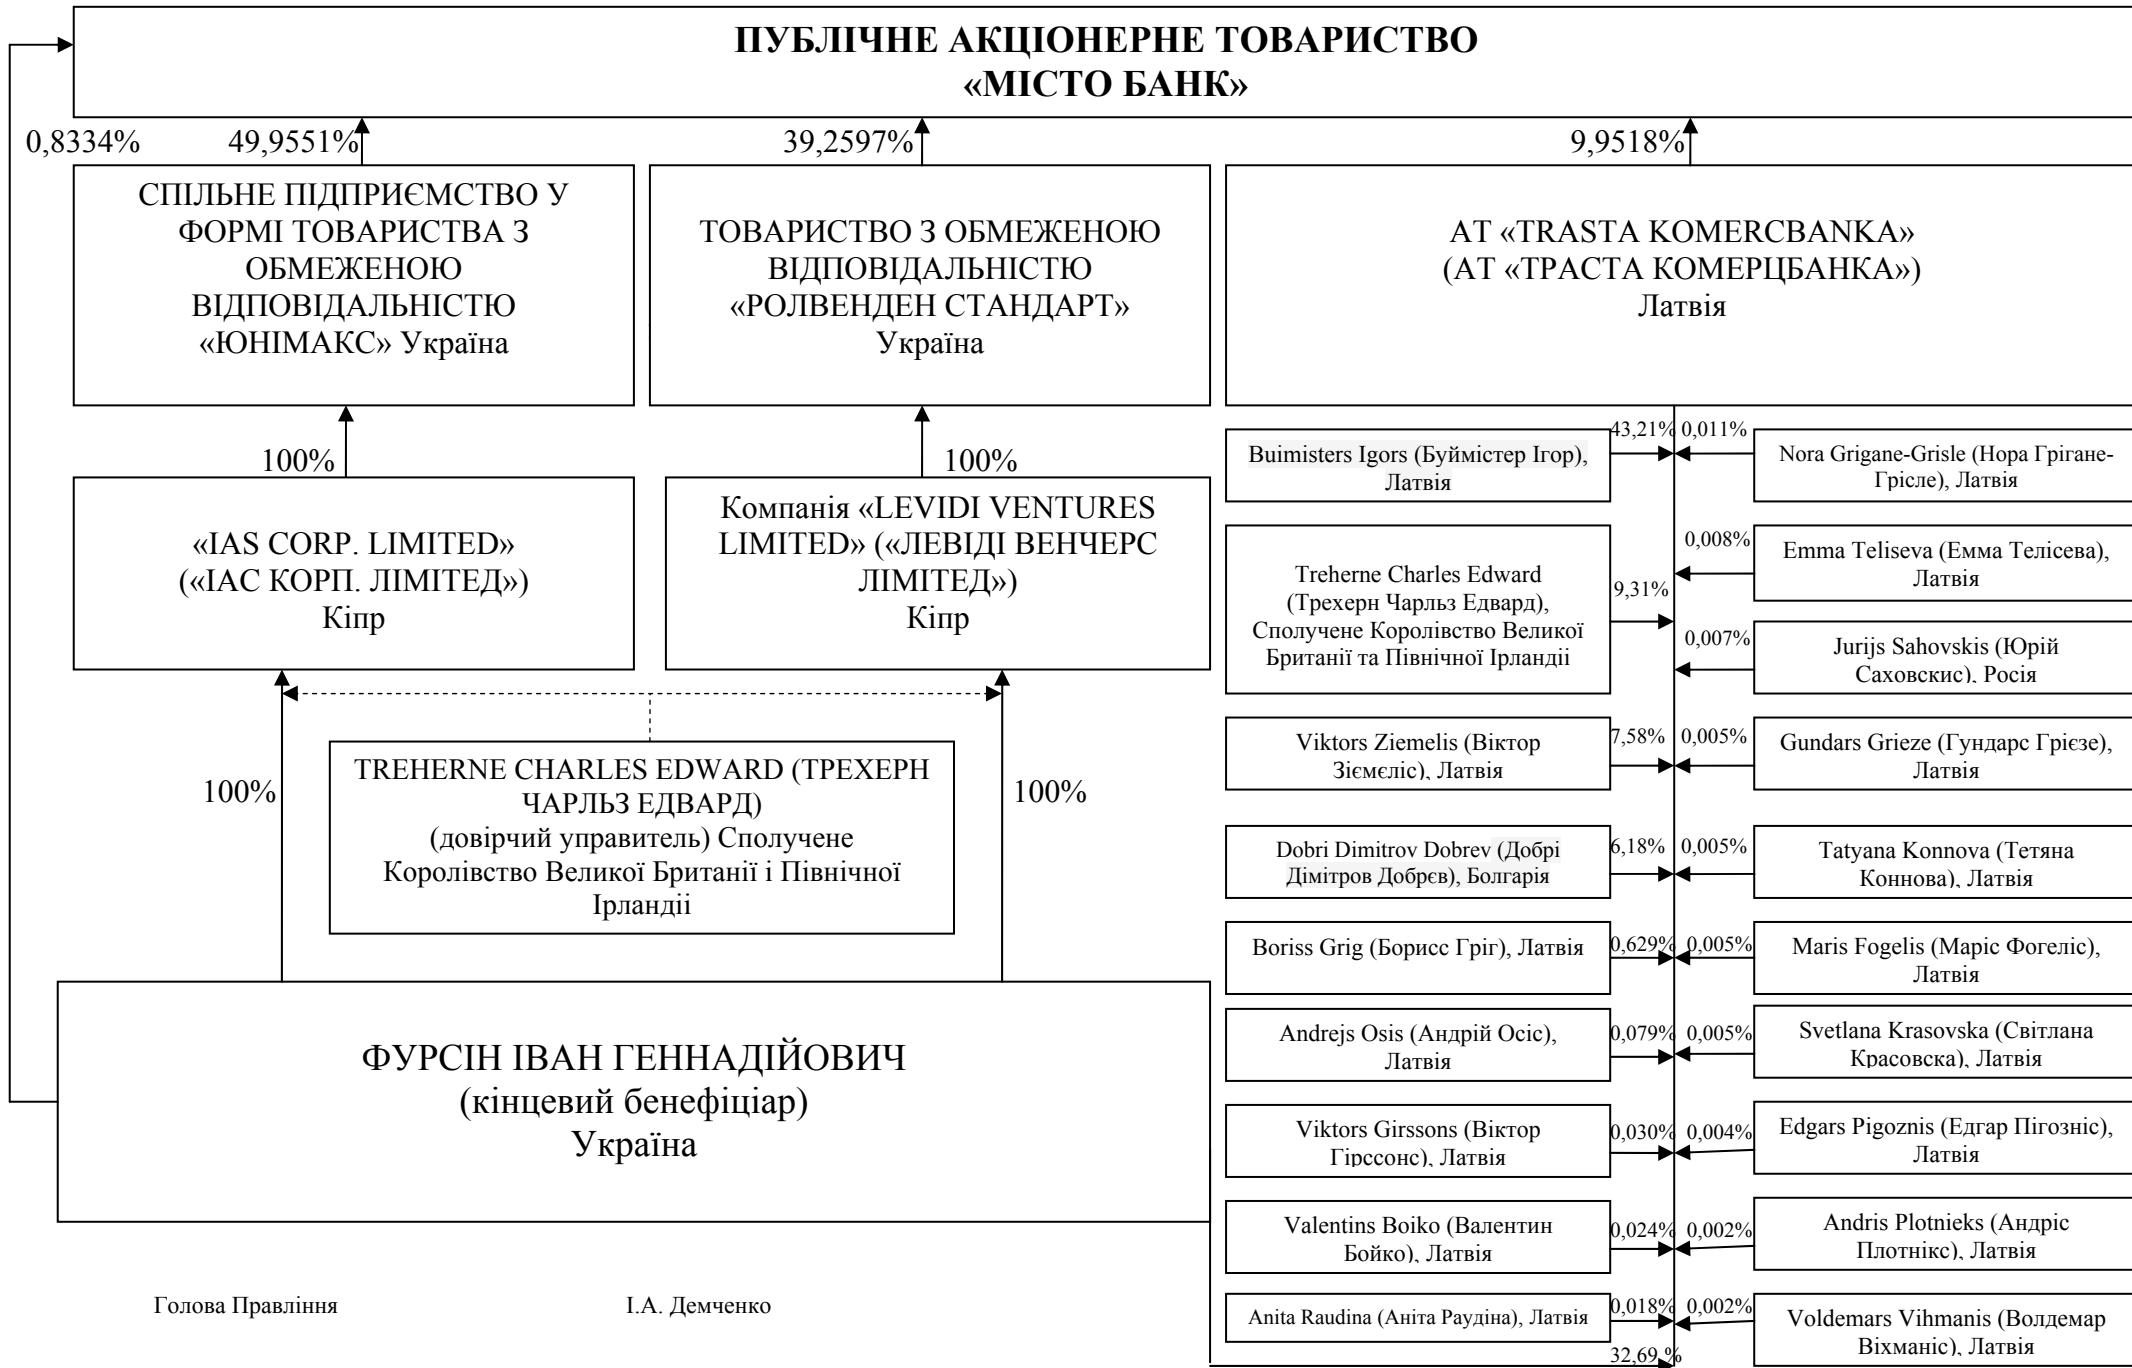 ПУБЛІЧНЕ АКЦІОНЕРНЕ ТОВАРИСТВО
«МІСТО БАНК»
0,8334%
49,9551%
39,2597%
9,9518%
СПІЛЬНЕ ПІДПРИЄМСТВО У
ФОРМІ ТОВАРИСТВА З
ОБМЕЖЕНОЮ
ВІДПОВІДАЛЬНІСТЮ
«ЮНІМАКС» Україна
ТОВАРИСТВО З ОБМЕЖЕНОЮ
ВІДПОВІДАЛЬНІСТЮ
«РОЛВЕНДЕН СТАНДАРТ»
Україна
АТ «TRASTA KOMERCBANKA»
(АТ «ТРАСТА КОМЕРЦБАНКА»)
Латвія
100%
100%
«IAS CORP. LIMITED»
(«ІАС КОРП. ЛІМІТЕД»)
Кіпр
Компанія «LEVIDI VENTURES
LIMITED» («ЛЕВІДІ ВЕНЧЕРС
ЛІМІТЕД»)
Кіпр
100%
TREHERNE CHARLES EDWARD (ТРЕХЕРН
ЧАРЛЬЗ ЕДВАРД)
(довірчий управитель) Сполучене
Королівство Великої Британії і Північної
Ірландії
100%
ФУРСІН ІВАН ГЕННАДІЙОВИЧ
(кінцевий бенефіціар)
Україна
Buimisters Igors (Буймістер Ігор),
Латвія
43,21%
0,011%
Nora Grigane-Grisle (Нора Грігане-
Грісле), Латвія
Treherne Charles Edward
(Трехерн Чарльз Едвард),
Сполучене Королівство Великої
Британії та Північної Ірландії
9,31%
0,008%
Emma Teliseva (Емма Телісева),
Латвія
0,007%
Jurijs Sahovskis (Юрій
Саховскис), Росія
Viktors Ziemelis (Віктор
Зіємєліс), Латвія
7,58%
0,005%
Gundars Grieze (Гундарс Грієзе),
Латвія
Dobri Dimitrov Dobrev (Добрі
Дімітров Добрєв), Болгарія
6,18%
0,005%
Tatyana Konnova (Тетяна
Коннова), Латвія
Boriss Grig (Борисс Гріг), Латвія
0,629%
0,005%
Maris Fogelis (Маріс Фогеліс),
Латвія
Andrejs Osis (Андрій Осіс),
Латвія
0,079%
0,005%
Svetlana Krasovska (Світлана
Красовска), Латвія
Viktors Girssons (Віктор
Гірссонс), Латвія
0,030%
0,004%
Edgars Pigoznis (Едгар Пігозніс),
Латвія
Valentins Boiko (Валентин
Бойко), Латвія
0,024%
0,002%
Andris Plotnieks (Андріс
Плотнікс), Латвія
Anita Raudina (Аніта Раудіна), Латвія
0,018%
0,002%
Voldemars Vihmanis (Волдемар
Віхманіс), Латвія
32,69 %
Голова Правління
І.А. Демченко